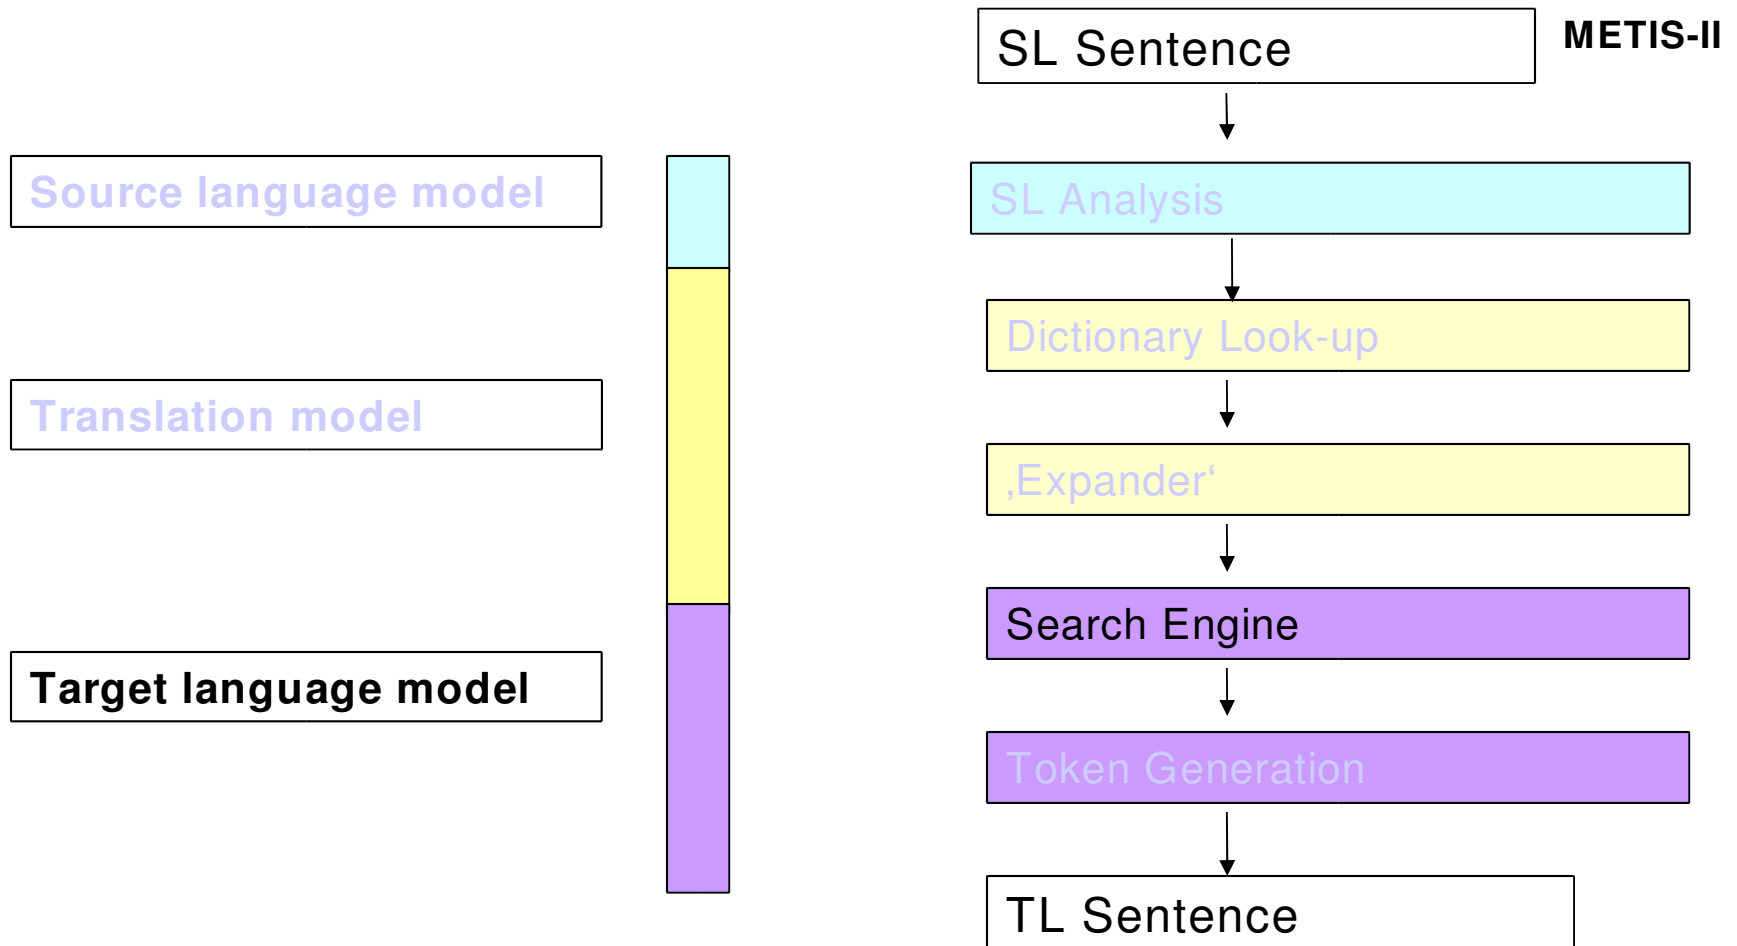 METIS-II
SL Sentence
Source language model
SL Analysis
Dictionary Look-up
Translation model
‚Expander‘
Search Engine
Target language model
Token Generation
TL Sentence